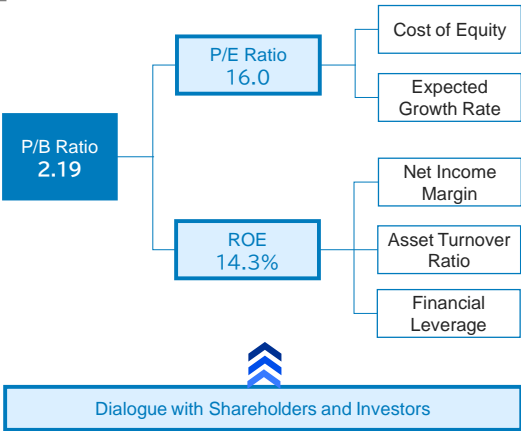 P/B Ratio
2.19
P/E Ratio
16.0
Cost of Equity
Expected
Growth Rate
ROE
14.3%
Net Income
Margin
Asset Turnover
Ratio
Financial
Leverage
Dialogue with Shareholders and Investors